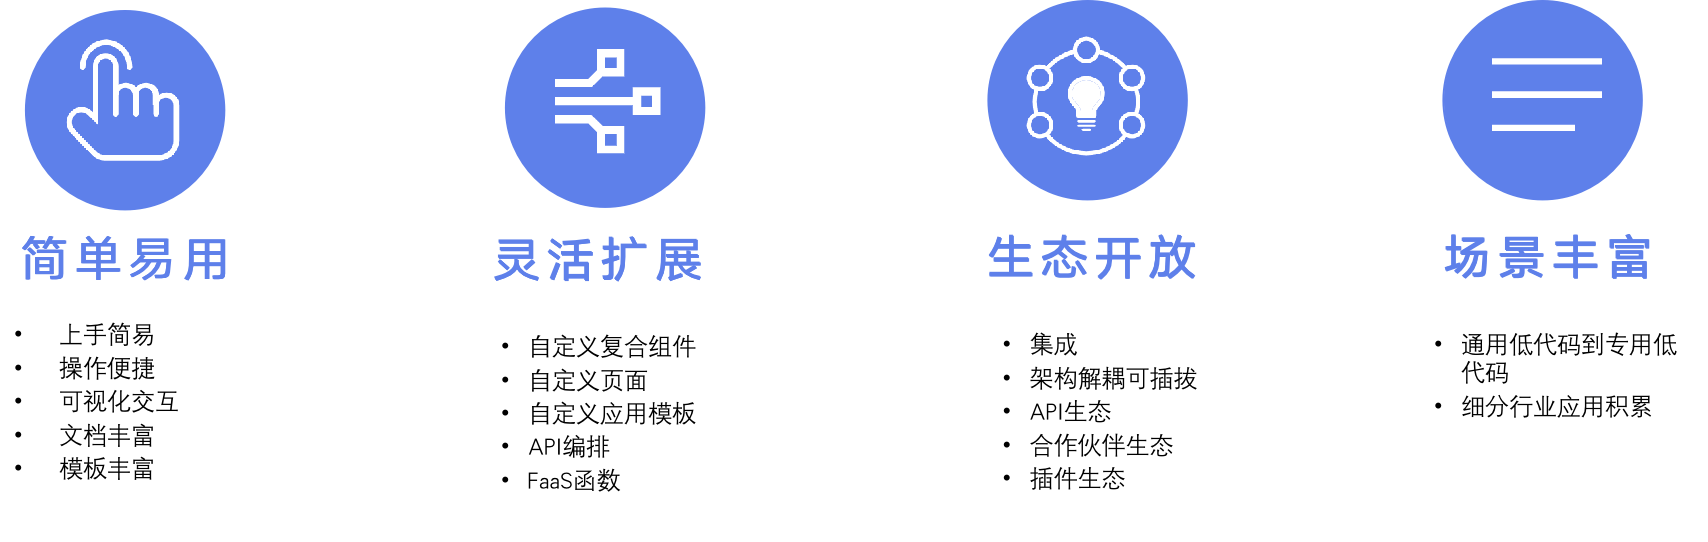 简单易用
• 上手简易
• 操作便捷
• 可视化交互
• 文档丰富
• 模板丰富
灵活扩展
• 自定义复合组件
• 自定义页面
• 自定义应用模板
• API编排
• FaaS函数
生态开放
• 集成
• 架构解耦可插拔
• API生态
• 合作伙伴生态
• 插件生态
场景丰富
• 通用低代码到专用低
代码
• 细分行业应用积累